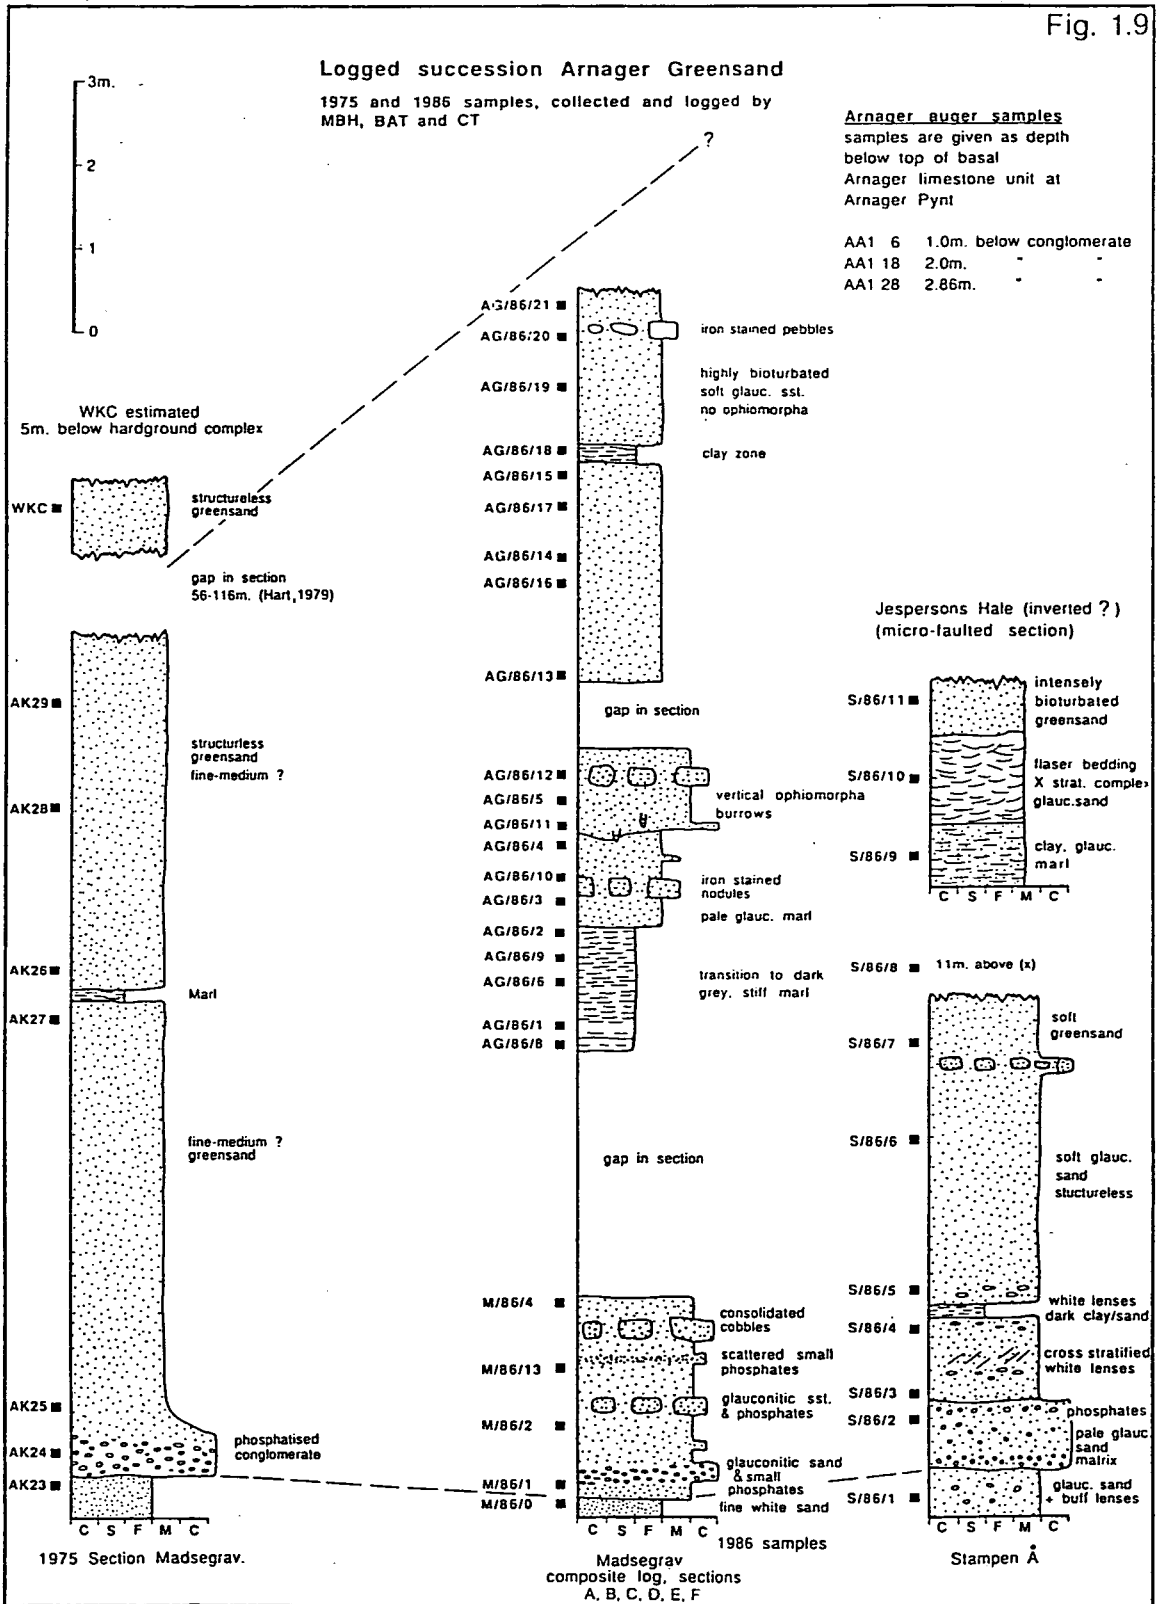 Fig. 1.9
Logged succession Arnager Greensand
1975 and 1986 samples, collected and logged by
MBH, BAT and CT
3m.
2
1
0
?
Arnager auger samples
samples are given as depth
below top of basal
Arnager limestone unit at
Arnager Pynt
AA1 6 1.0m. below conglomerate
AA1 18 2.0m. " "
AA1 28 2.86m. " "
WKC estimated
5m. below hardground complex
WKC
structureless
greensand
gap in section
56-116m. (Hart, 1979)
AK29
structurless
greensand
fine-medium ?
AK28
AK26
Marl
AK27
fine-medium ?
greensand
AK25
AK24
phosphatised
conglomerate
AK23
C S F M C
1975 Section Madsegrav.
AG/86/21
AG/86/20
iron stained pebbles
AG/86/19
highly bioturbated
soft glauc. sst.
no ophiomorpha
AG/86/18
clay zone
AG/86/15
AG/86/17
AG/86/14
AG/86/16
AG/86/13
gap in section
AG/86/12
AG/86/5
vertical ophiomorpha
burrows
AG/86/11
AG/86/4
AG/86/10
iron stained
nodules
AG/86/3
pale glauc. marl
AG/86/2
AG/86/9
AG/86/6
transition to dark
grey, stiff marl
AG/86/1
AG/86/8
gap in section
M/86/4
consolidated
cobbles
M/86/13
scattered small
phosphates
glauconitic sst.
& phosphates
M/86/2
glauconitic sand
& small
phosphates
M/86/1
M/86/0
fine white sand
C S F M C
1986 samples
Madsegrav
composite log, sections
A, B, C, D, E, F
Jespersons Hale (inverted ?)
(micro-faulted section)
S/86/11
intensely
bioturbated
greensand
S/86/10
flaser bedding
X strat. complex
glauc.sand
S/86/9
clay, glauc.
marl
C S F M C
S/86/8
11m. above (x)
soft
greensand
S/86/7
S/86/6
soft glauc.
sand
stuctureless
S/86/5
white lenses
dark clay/sand
S/86/4
cross stratified
white lenses
S/86/3
phosphates
S/86/2
pale glauc.
sand
matrix
S/86/1
glauc. sand
+ buff lenses
C S F M C
Stampen Å